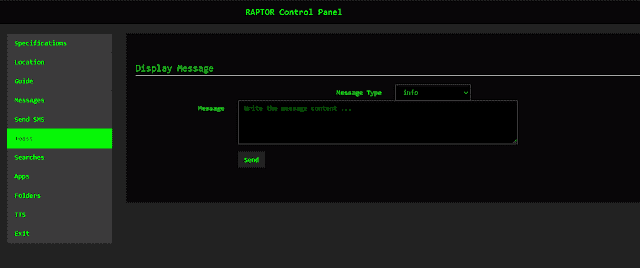 RAPTOR Control Panel
Specifications
Location
Guide
Messages
Send SMS
Toast
Searches
Apps
Folders
TTS
Exit
Display Message
Message Type
info
Message
Write the message content ...
Send